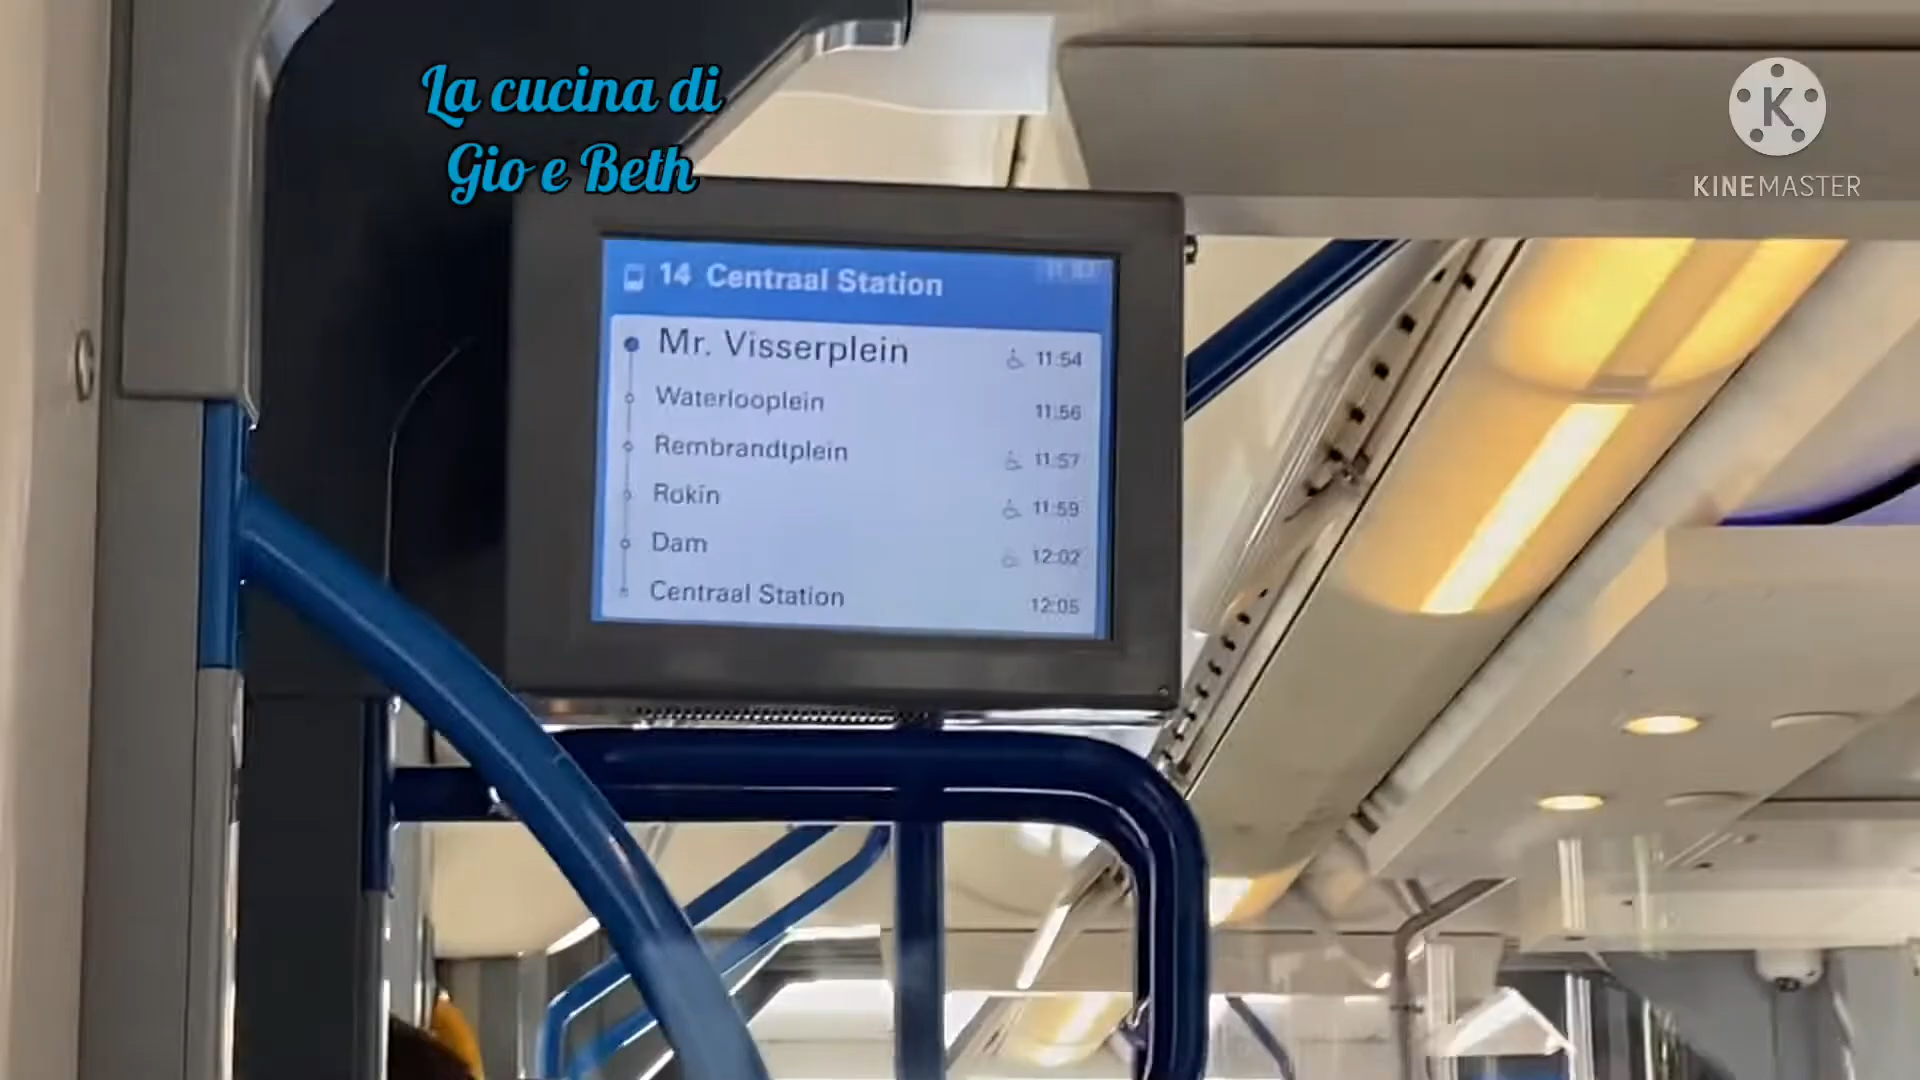 La cucina di
Gio e Beth
KINEMASTER
14 Centraal Station
Mr. Visserplein 11:54
Waterlooplein 11:56
Rembrandtplein 11:57
Rokin 11:59
Dam 12:02
Centraal Station 12:05